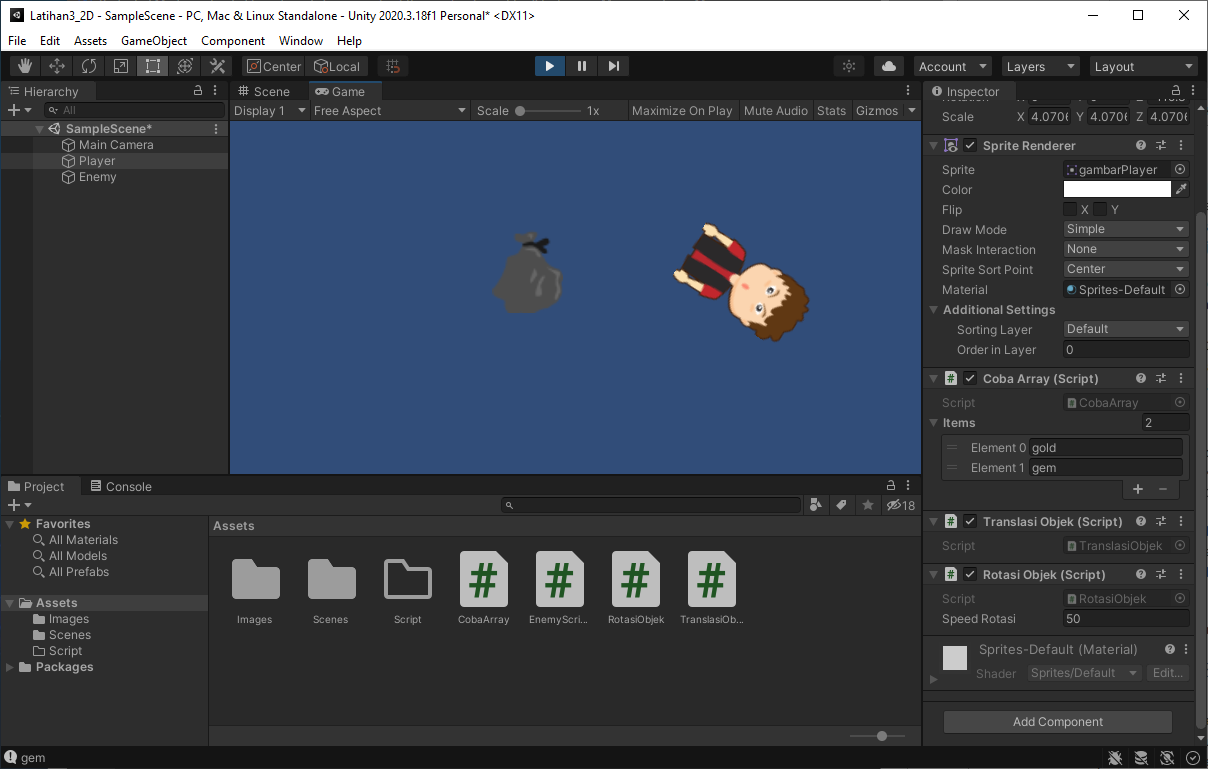 Latihan3_2D - SampleScene - PC, Mac & Linux Standalone - Unity 2020.3.18f1 Personal* <DX11>
File Edit Assets GameObject Component Window Help
Center Local Account Layers Layout
Hierarchy
All
SampleScene*
Main Camera
Player
Enemy
Scene Game
Display 1 Free Aspect Scale 1x Maximize On Play Mute Audio Stats Gizmos
Inspector
Scale X 4.0706 Y 4.0706 Z 4.0706
Sprite Renderer
Sprite gambarPlayer
Color
Flip X Y
Draw Mode Simple
Mask Interaction None
Sprite Sort Point Center
Material Sprites-Default
Additional Settings
Sorting Layer Default
Order in Layer 0
Coba Array (Script)
Script CobaArray
Items 2
Element 0 gold
Element 1 gem
Translasi Objek (Script)
Script TranslasiObjek
Rotasi Objek (Script)
Script RotasiObjek
Speed Rotasi 50
Sprites-Default (Material)
Shader Sprites/Default Edit...
Add Component
Project Console
18
Favorites
All Materials
All Models
All Prefabs
Assets
Images
Scenes
Script
Packages
Assets
Images Scenes Script CobaArray EnemyScri... RotasiObjek TranslasiOb...
gem